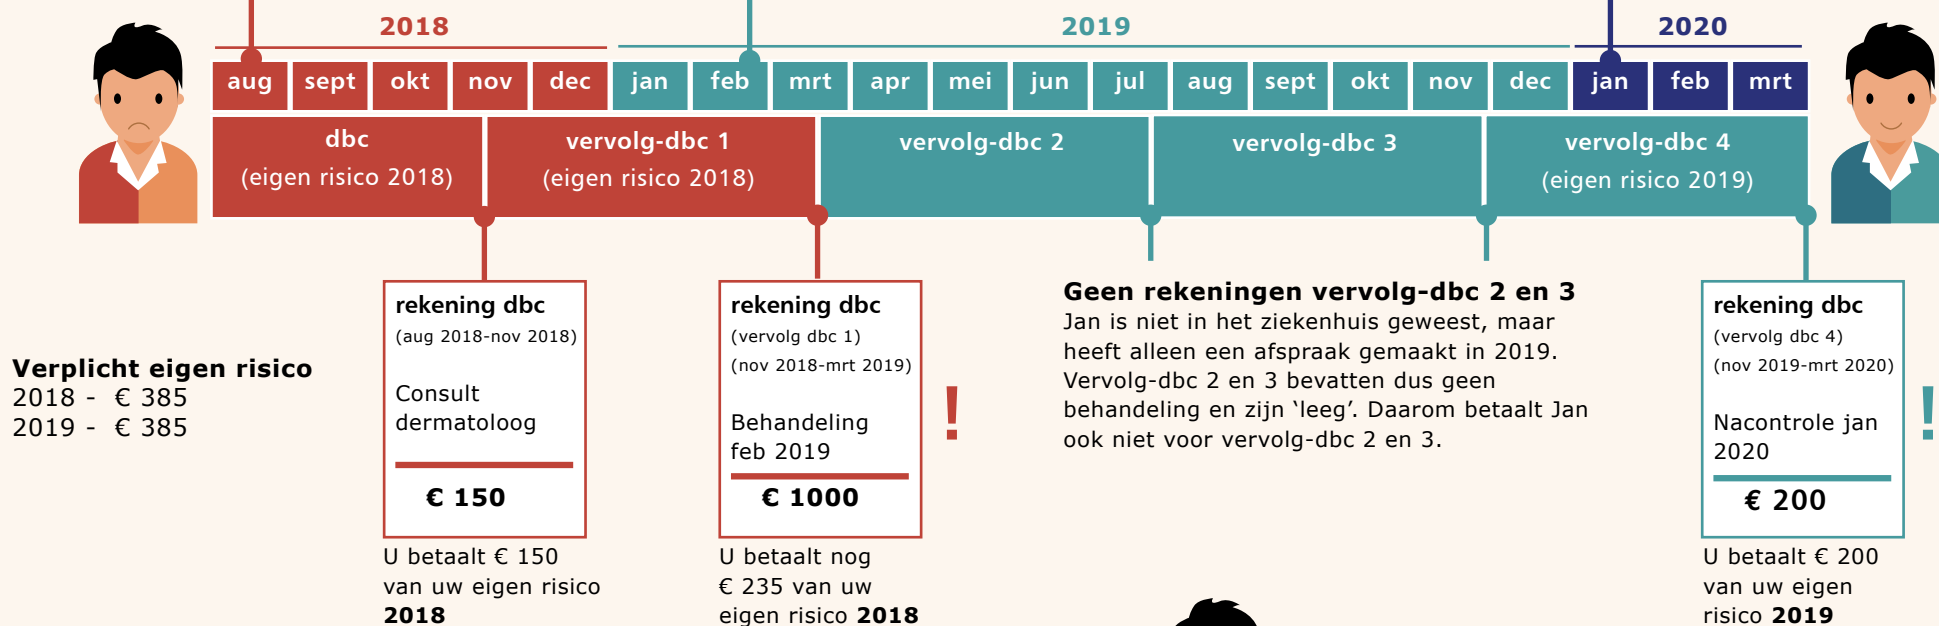 2018
2019
2020
aug sept okt nov dec jan feb mrt apr mei jun jul aug sept okt nov dec jan feb mrt
dbc
(eigen risico 2018)
vervolg-dbc 1
(eigen risico 2018)
vervolg-dbc 2
vervolg-dbc 3
vervolg-dbc 4
(eigen risico 2019)
Verplicht eigen risico
2018 - € 385
2019 - € 385
rekening dbc
(aug 2018-nov 2018)
Consult
dermatoloog
€ 150
U betaalt € 150
van uw eigen risico
2018
rekening dbc
(vervolg dbc 1)
(nov 2018-mrt 2019)
Behandeling
feb 2019
€ 1000
U betaalt nog
€ 235 van uw
eigen risico 2018
!
Geen rekeningen vervolg-dbc 2 en 3
Jan is niet in het ziekenhuis geweest, maar
heeft alleen een afspraak gemaakt in 2019.
Vervolg-dbc 2 en 3 bevatten dus geen
behandeling en zijn ‘leeg’. Daarom betaalt Jan
ook niet voor vervolg-dbc 2 en 3.
rekening dbc
(vervolg dbc 4)
(nov 2019-mrt 2020)
Nacontrole jan
2020
€ 200
U betaalt € 200
van uw eigen
risico 2019
!